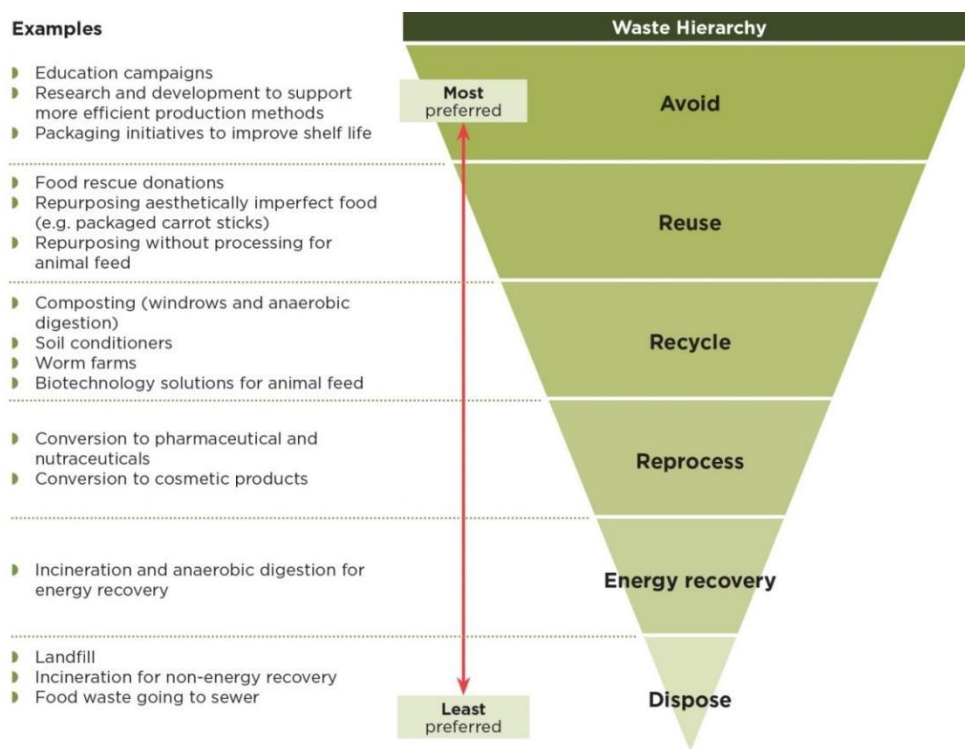 Examples
Waste Hierarchy
Education campaigns
Research and development to support
more efficient production methods
Packaging initiatives to improve shelf life
Most
preferred
Avoid
Food rescue donations
Repurposing aesthetically imperfect food
(e.g. packaged carrot sticks)
Repurposing without processing for
animal feed
Reuse
Composting (windrows and anaerobic
digestion)
Soil conditioners
Worm farms
Biotechnology solutions for animal feed
Recycle
Conversion to pharmaceutical and
nutraceuticals
Conversion to cosmetic products
Reprocess
Incineration and anaerobic digestion for
energy recovery
Energy recovery
Landfill
Incineration for non-energy recovery
Food waste going to sewer
Least
preferred
Dispose